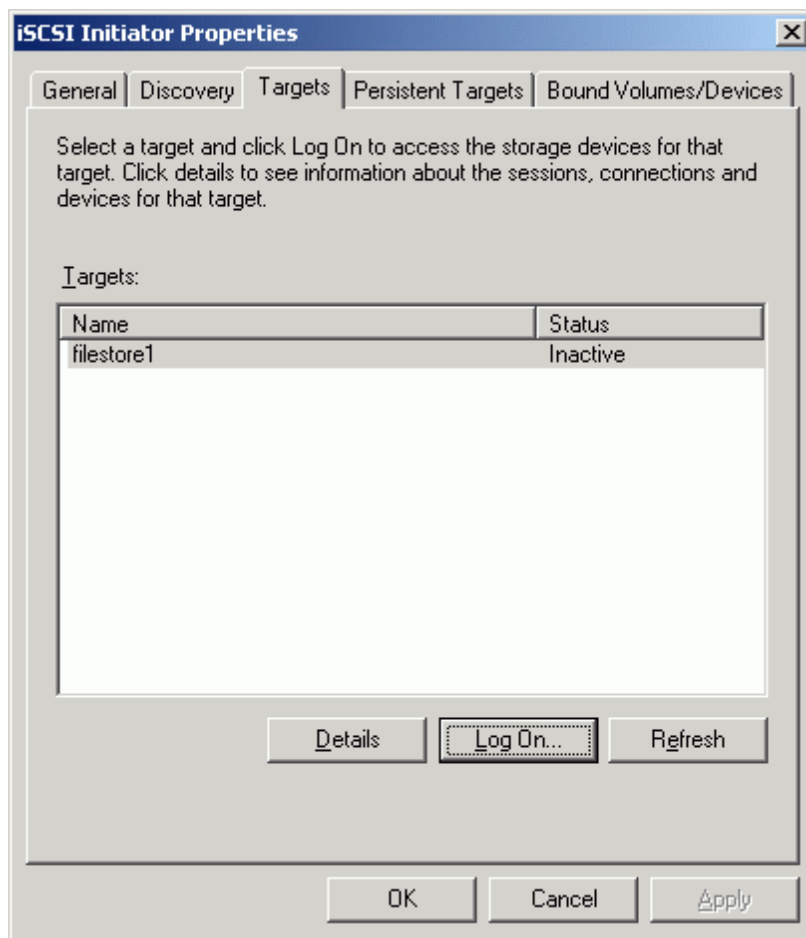 iSCSI Initiator Properties
General Discovery Targets Persistent Targets Bound Volumes/Devices
Select a target and click Log On to access the storage devices for that
target. Click details to see information about the sessions, connections and
devices for that target.
Targets:
Name Status
filestore1 Inactive
Details Log On... Refresh
OK Cancel Apply